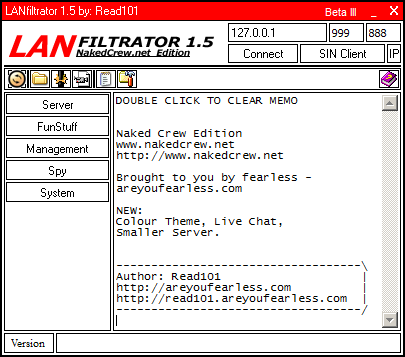 LANfiltrator 1.5 by: Read101 Beta III _ X
LANFILTRATOR 1.5
NakedCrew.net Edition
127.0.0.1 999 888
Connect SIN Client IP
Server
FunStuff
Management
Spy
System
DOUBLE CLICK TO CLEAR MEMO
Naked Crew Edition
www.nakedcrew.net
http://www.nakedcrew.net
Brought to you by fearless -
areyoufearless.com
NEW:
Colour Theme, Live Chat,
Smaller Server.
-----------------------------------\
Author: Read101 |
http://areyoufearless.com |
http://read101.areyoufearless.com |
-----------------------------------/
Version